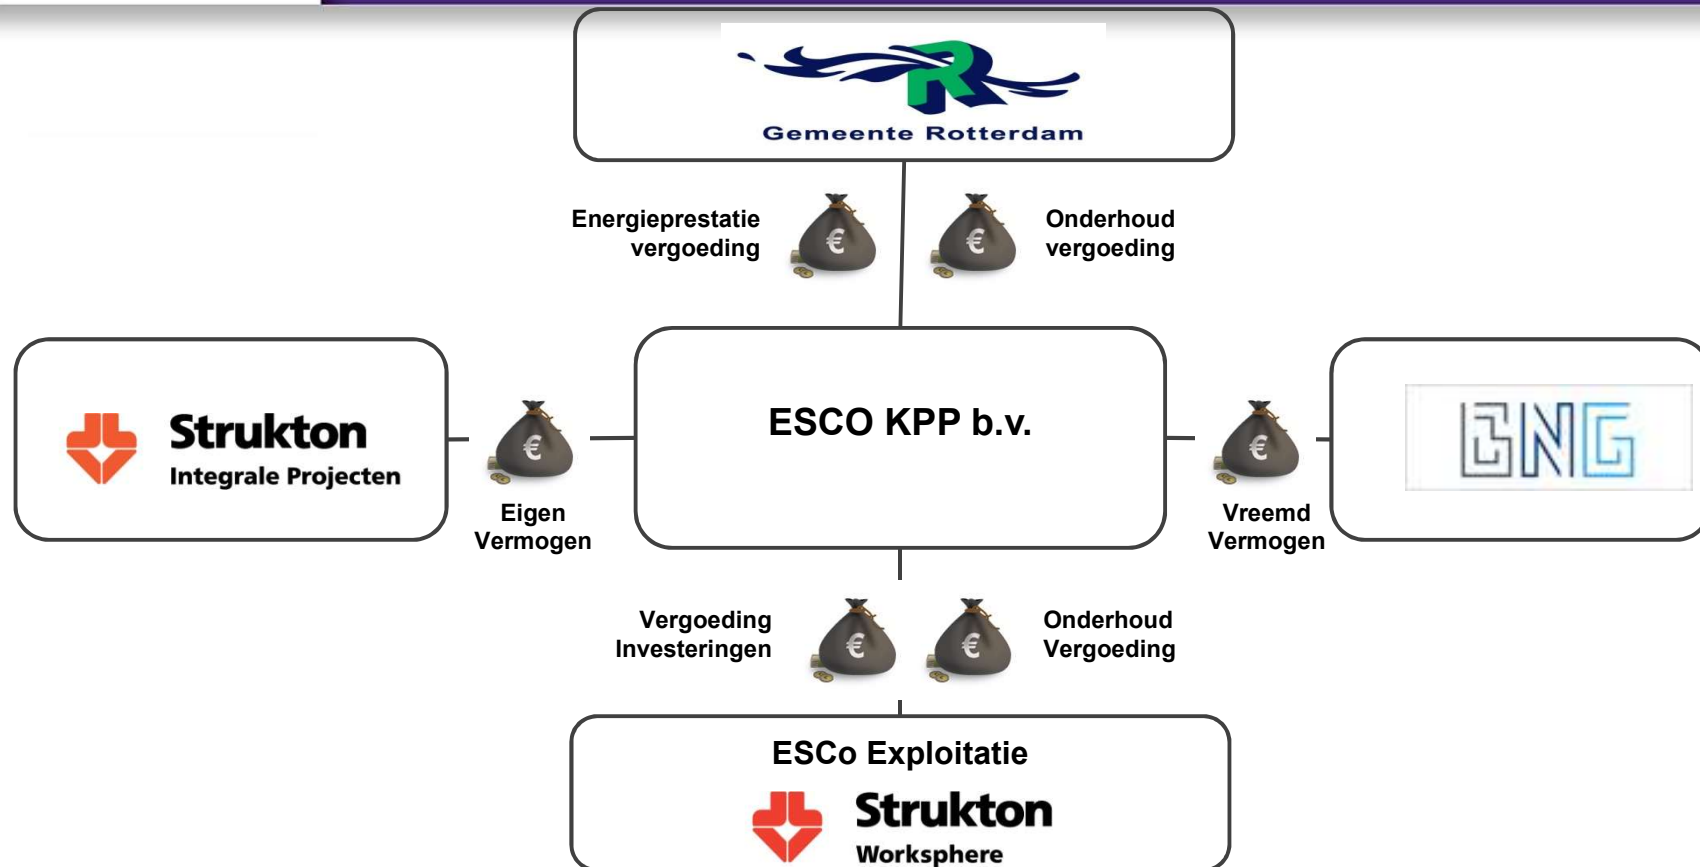 Gemeente Rotterdam
Energieprestatie
vergoeding
€
€
Onderhoud
vergoeding
Strukton
Integrale Projecten
€
Eigen
Vermogen
ESCO KPP b.v.
€
Vreemd
Vermogen
BNG
Vergoeding
Investeringen
€
€
Onderhoud
Vergoeding
ESCo Exploitatie
Strukton
Worksphere